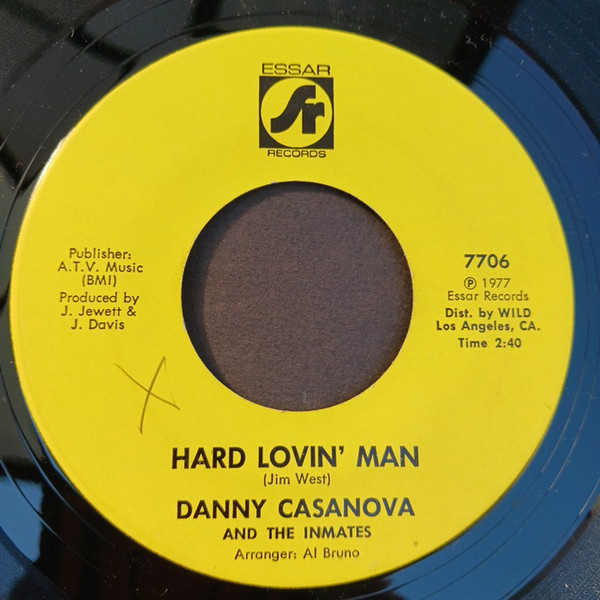 ESSAR
Sr
RECORDS
Publisher:
A.T.V. Music
(BMI)
Produced by
J. Jewett &
J. Davis
7706
Ⓟ 1977
Essar Records
Dist. by WILD
Los Angeles, CA.
Time 2:40
X
HARD LOVIN' MAN
(Jim West)
DANNY CASANOVA
AND THE INMATES
Arranger: Al Bruno